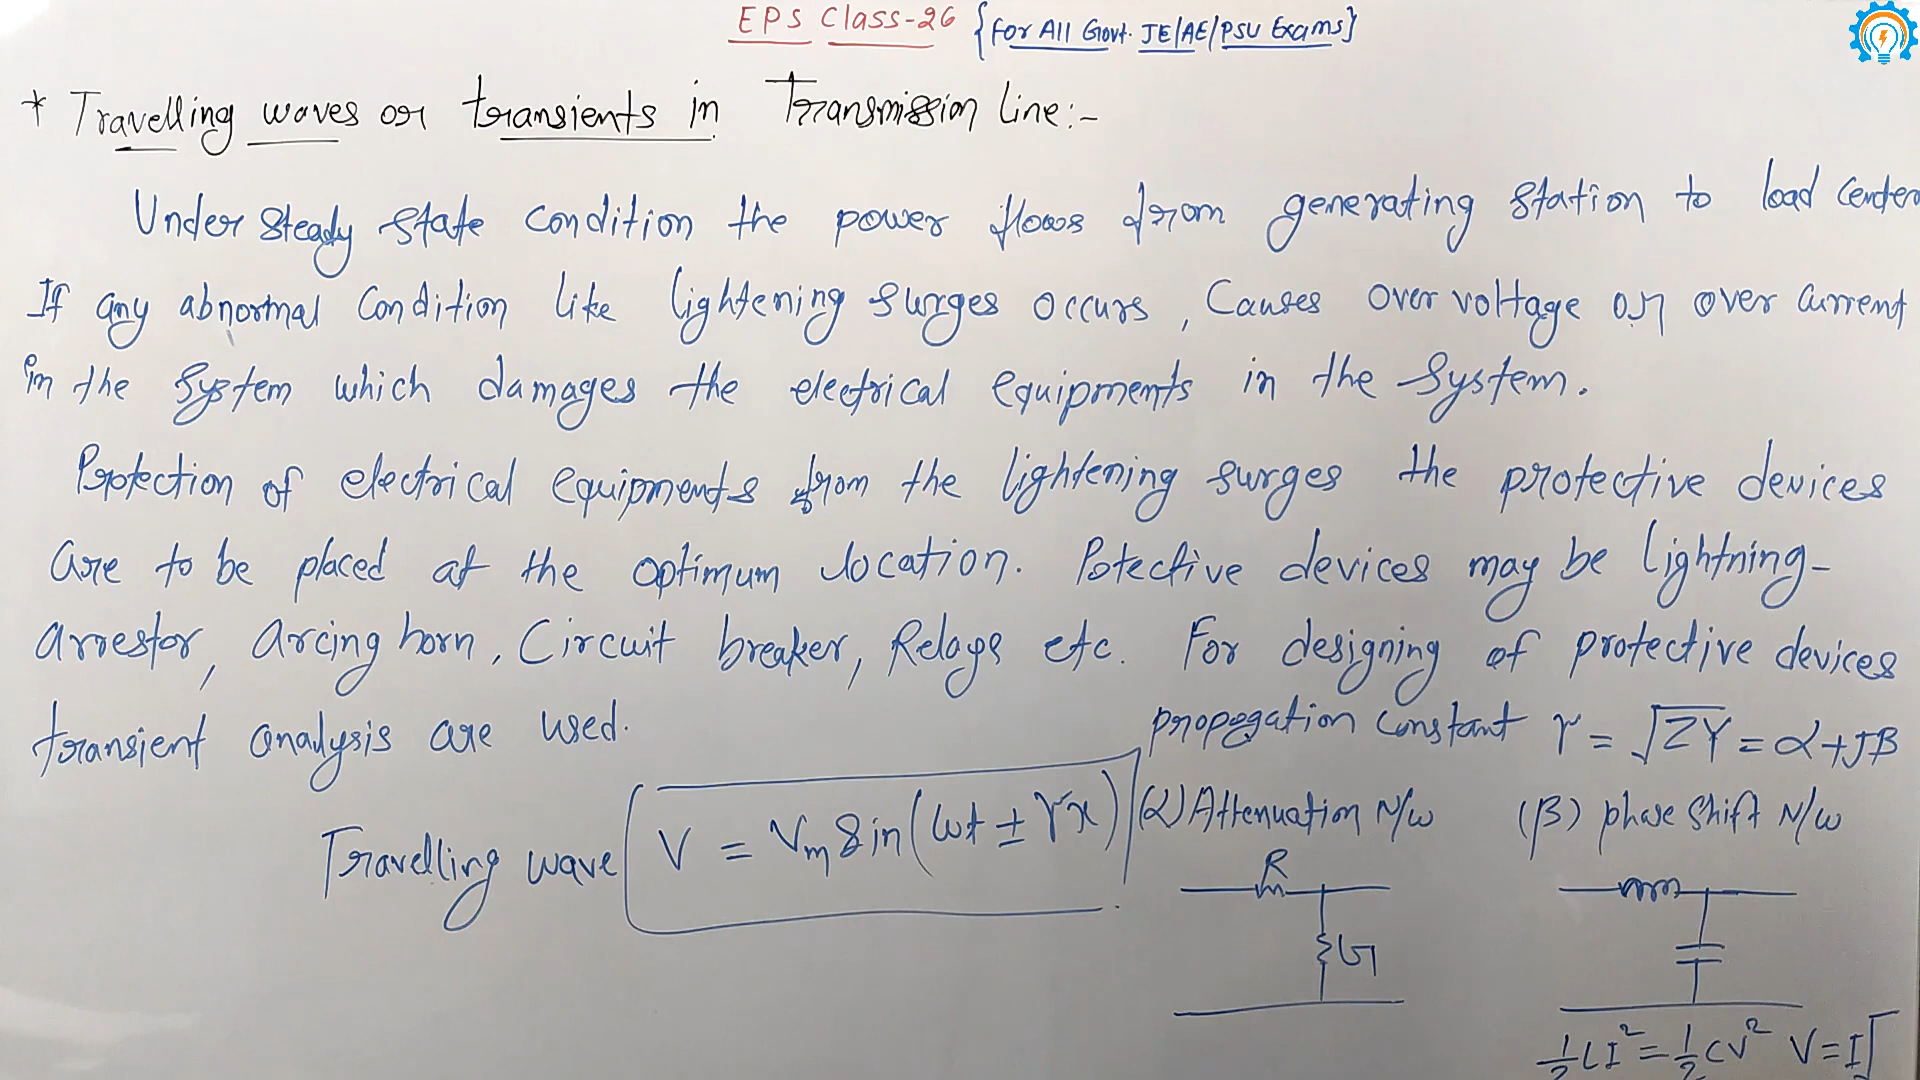 EPS Class-26 {For All Govt. JE/AE/PSU Exams}
* Travelling waves or transients in Transmission Line:-
Under Steady State Condition the power flows from generating Station to load Center
If any abnormal Condition like lightening surges occurs, Causes Over voltage or over Current
in the System which damages the electrical equipments in the System.
Protection of electrical equipments from the lightening surges the protective devices
are to be placed at the optimum location. Potective devices may be Lightning-
arrestor, Arcing horn, Circuit breaker, Relays etc. For designing of protective devices
transient analysis are used.
propegation constant γ = √ZY = α+Jβ
Travelling wave V = Vm Sin(ωt ± γx)
(α) Attenuation N/w (β) phase Shift N/w
R
G
½LI² = ½CV² V=I√